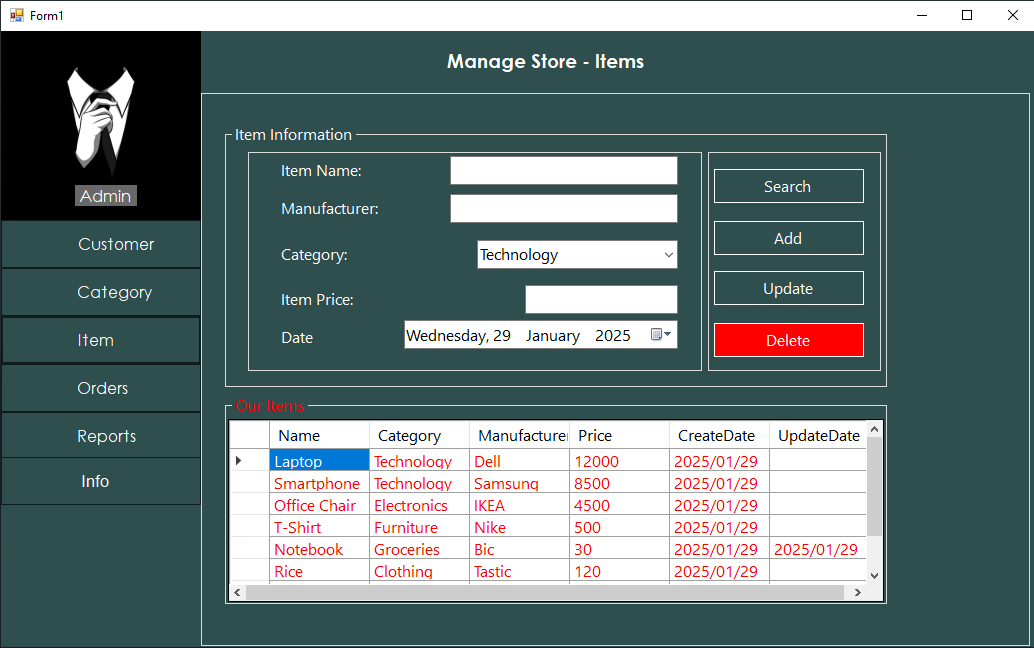 Form1
Manage Store - Items
Admin
Customer
Category
Item
Orders
Reports
Info
Item Information
Item Name:
Manufacturer:
Category: Technology
Item Price:
Date Wednesday, 29 January 2025
Search
Add
Update
Delete
Our Items
Name Category Manufacturer Price CreateDate UpdateDate
Laptop Technology Dell 12000 2025/01/29
Smartphone Technology Samsung 8500 2025/01/29
Office Chair Electronics IKEA 4500 2025/01/29
T-Shirt Furniture Nike 500 2025/01/29
Notebook Groceries Bic 30 2025/01/29 2025/01/29
Rice Clothing Tastic 120 2025/01/29